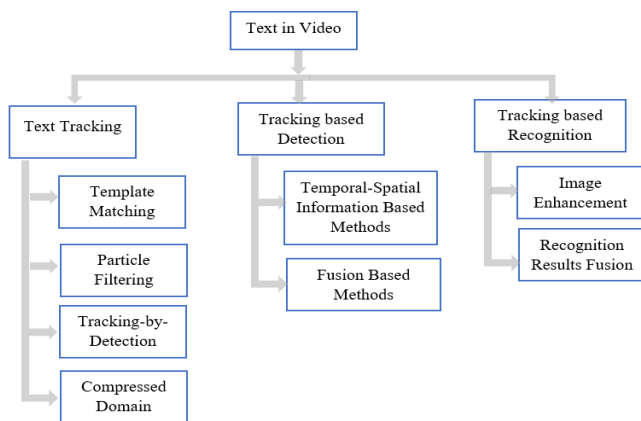 Text in Video
Text Tracking
Template
Matching
Particle
Filtering
Tracking-by-
Detection
Compressed
Domain
Tracking based
Detection
Temporal-Spatial
Information Based
Methods
Fusion Based
Methods
Tracking based
Recognition
Image
Enhancement
Recognition
Results Fusion